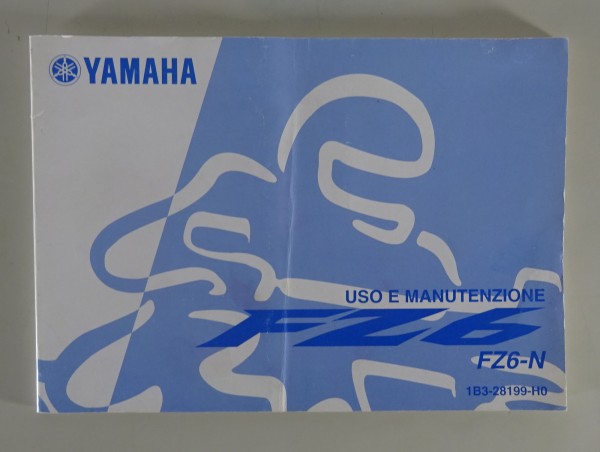 YAMAHA
USO E MANUTENZIONE
FZ6
FZ6-N
1B3-28199-H0